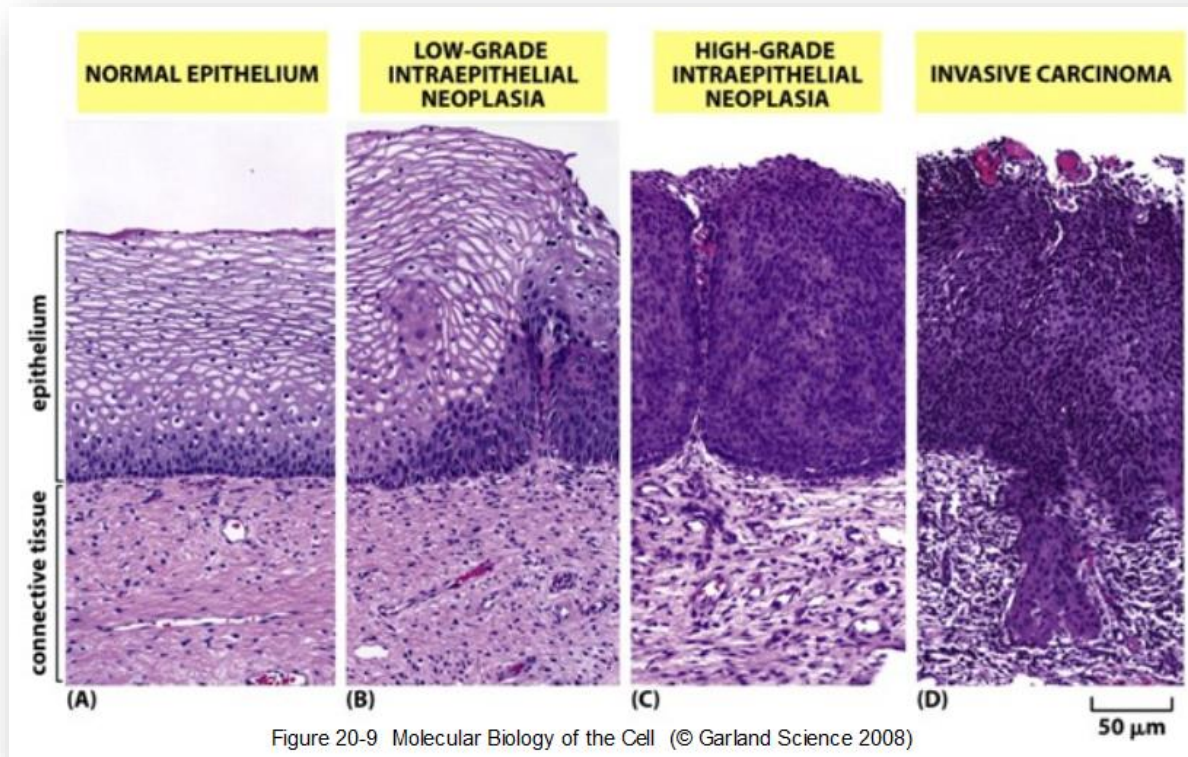 NORMAL EPITHELIUM
LOW-GRADE
INTRAEPITHELIAL
NEOPLASIA
HIGH-GRADE
INTRAEPITHELIAL
NEOPLASIA
INVASIVE CARCINOMA
epithelium
connective tissue
(A)
(B)
(C)
(D)
50 μm
Figure 20-9 Molecular Biology of the Cell (© Garland Science 2008)